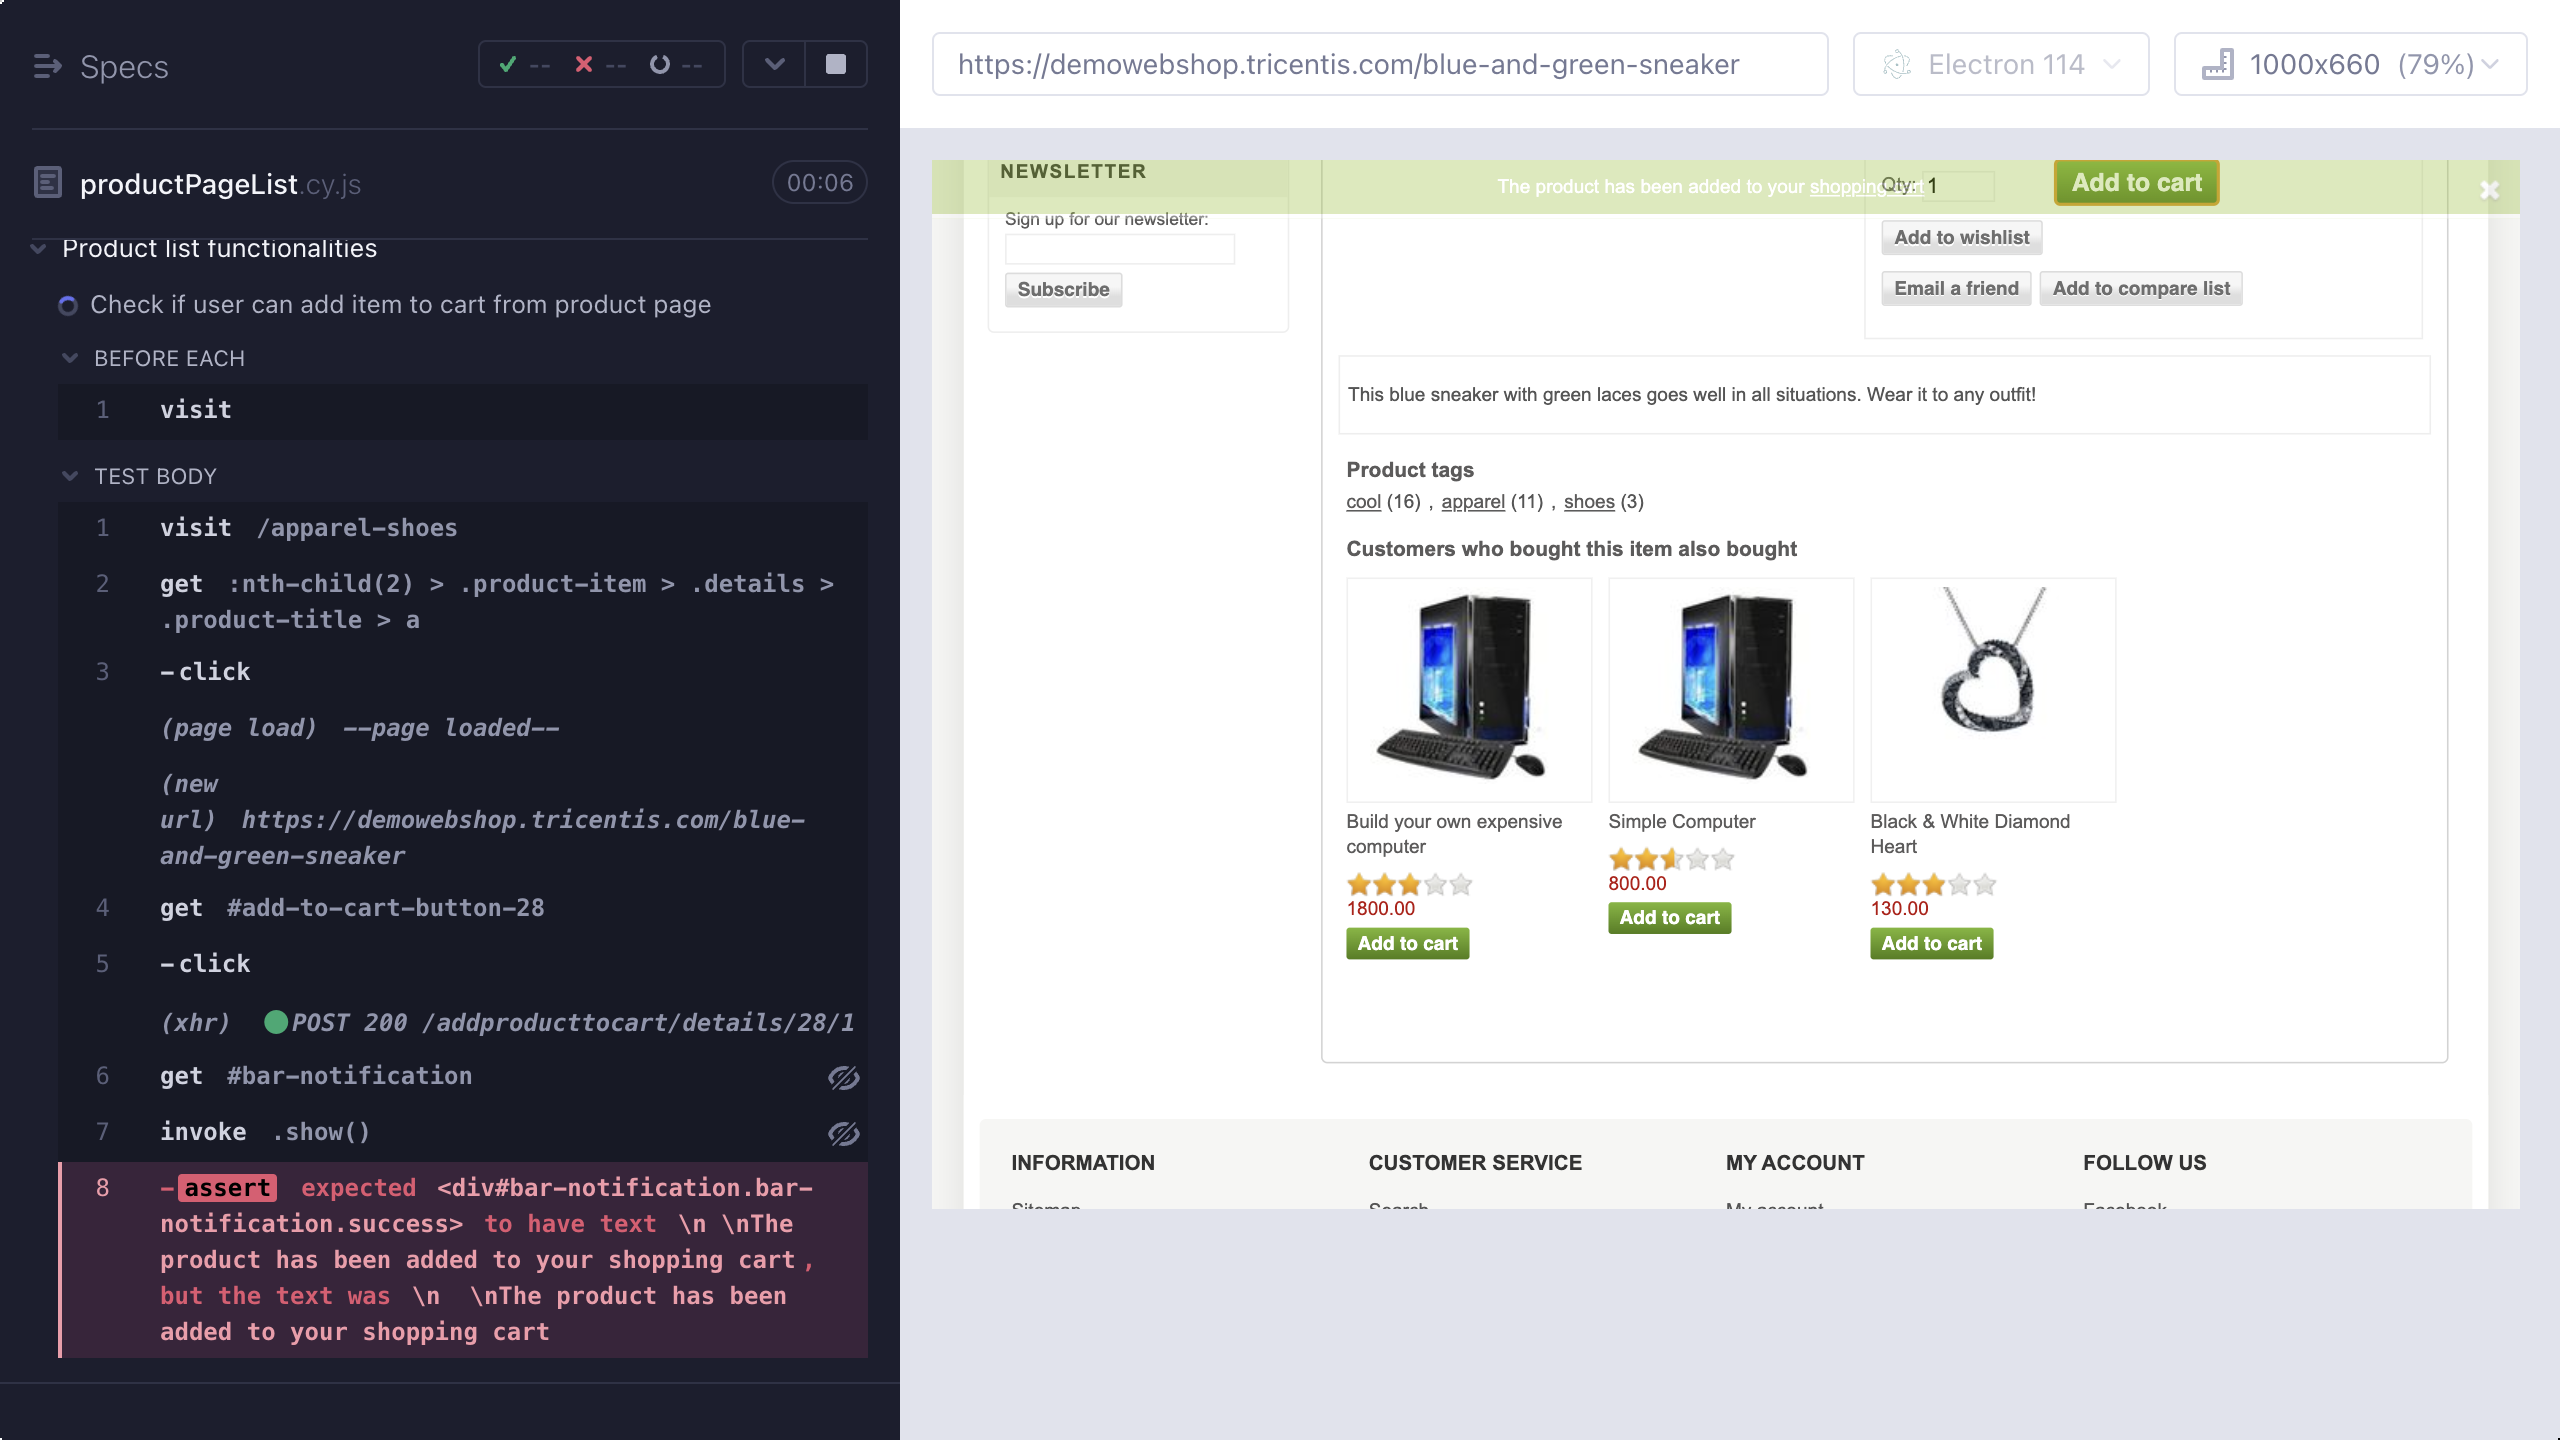 Specs
-- -- --
productPageList.cy.js 00:06
Product list functionalities
Check if user can add item to cart from product page
BEFORE EACH
1 visit
TEST BODY
1 visit /apparel-shoes
2 get :nth-child(2) > .product-item > .details >
.product-title > a
3 -click
(page load) --page loaded--
(new
url) https://demowebshop.tricentis.com/blue-
and-green-sneaker
4 get #add-to-cart-button-28
5 -click
(xhr) POST 200 /addproducttocart/details/28/1
6 get #bar-notification
7 invoke .show()
8 -assert expected <div#bar-notification.bar-
notification.success> to have text \n \nThe
product has been added to your shopping cart,
but the text was \n  \nThe product has been
added to your shopping cart
https://demowebshop.tricentis.com/blue-and-green-sneaker
Electron 114
1000x660 (79%)
NEWSLETTER
The product has been added to your shopping cart
Qty: 1
Add to cart
Sign up for our newsletter:
Subscribe
Add to wishlist
Email a friend
Add to compare list
This blue sneaker with green laces goes well in all situations. Wear it to any outfit!
Product tags
cool (16) , apparel (11) , shoes (3)
Customers who bought this item also bought
Build your own expensive
computer
1800.00
Add to cart
Simple Computer
800.00
Add to cart
Black & White Diamond
Heart
130.00
Add to cart
INFORMATION CUSTOMER SERVICE MY ACCOUNT FOLLOW US
Sitemap Search My account Facebook